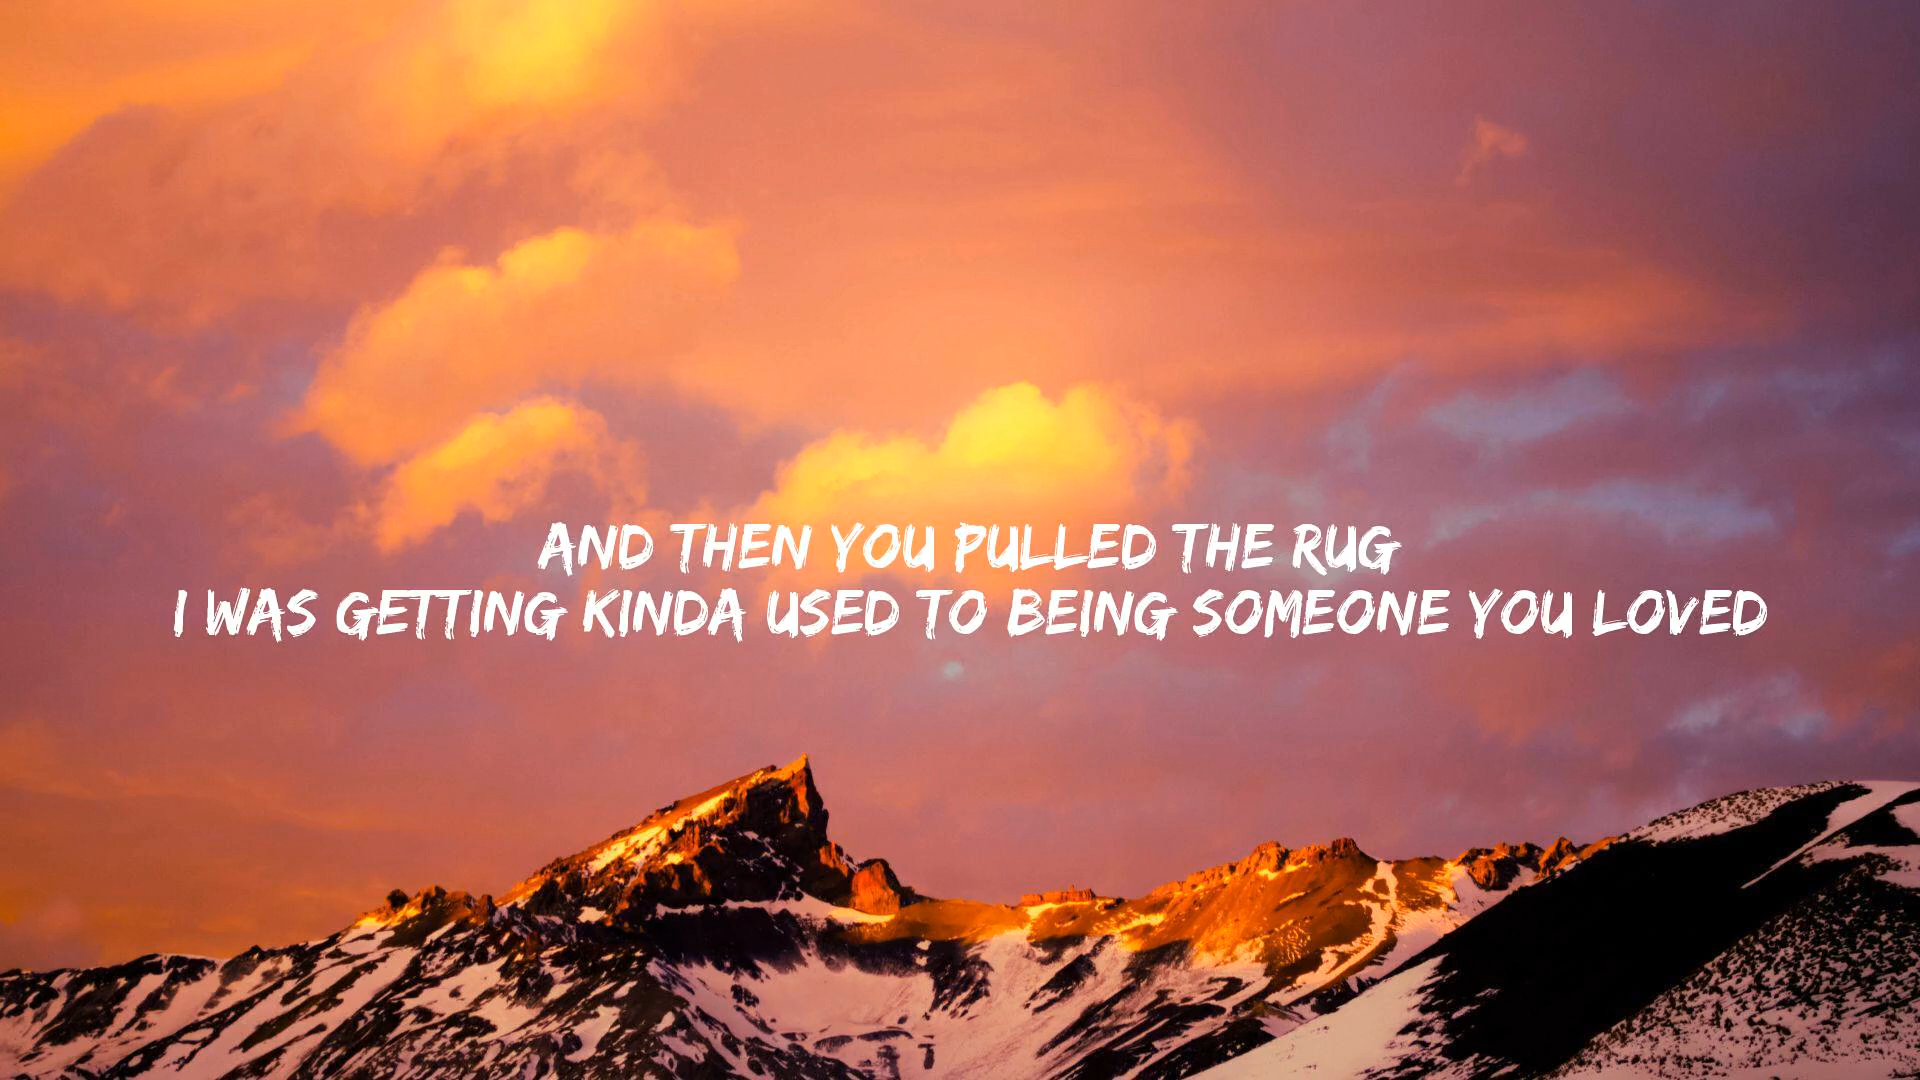 AND THEN YOU PULLED THE RUG
I WAS GETTING KINDA USED TO BEING SOMEONE YOU LOVED